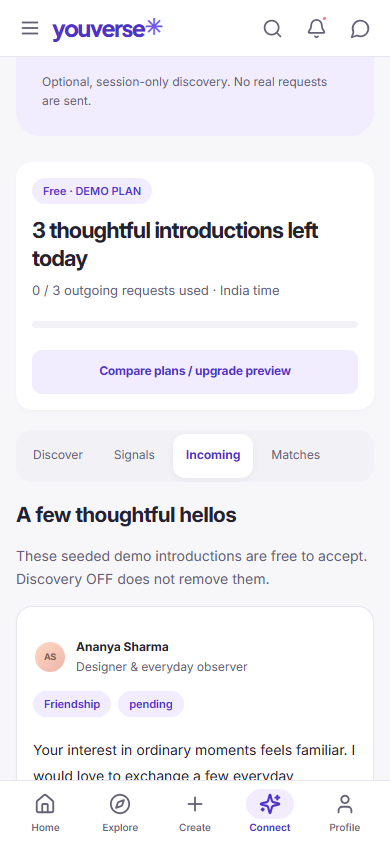 youverse
Optional, session-only discovery. No real requests
are sent.
Free · DEMO PLAN
3 thoughtful introductions left
today
0 / 3 outgoing requests used · India time
Compare plans / upgrade preview
Discover Signals Incoming Matches
A few thoughtful hellos
These seeded demo introductions are free to accept.
Discovery OFF does not remove them.
AS
Ananya Sharma
Designer & everyday observer
Friendship pending
Your interest in ordinary moments feels familiar. I
would love to exchange a few everyday
Home Explore Create Connect Profile